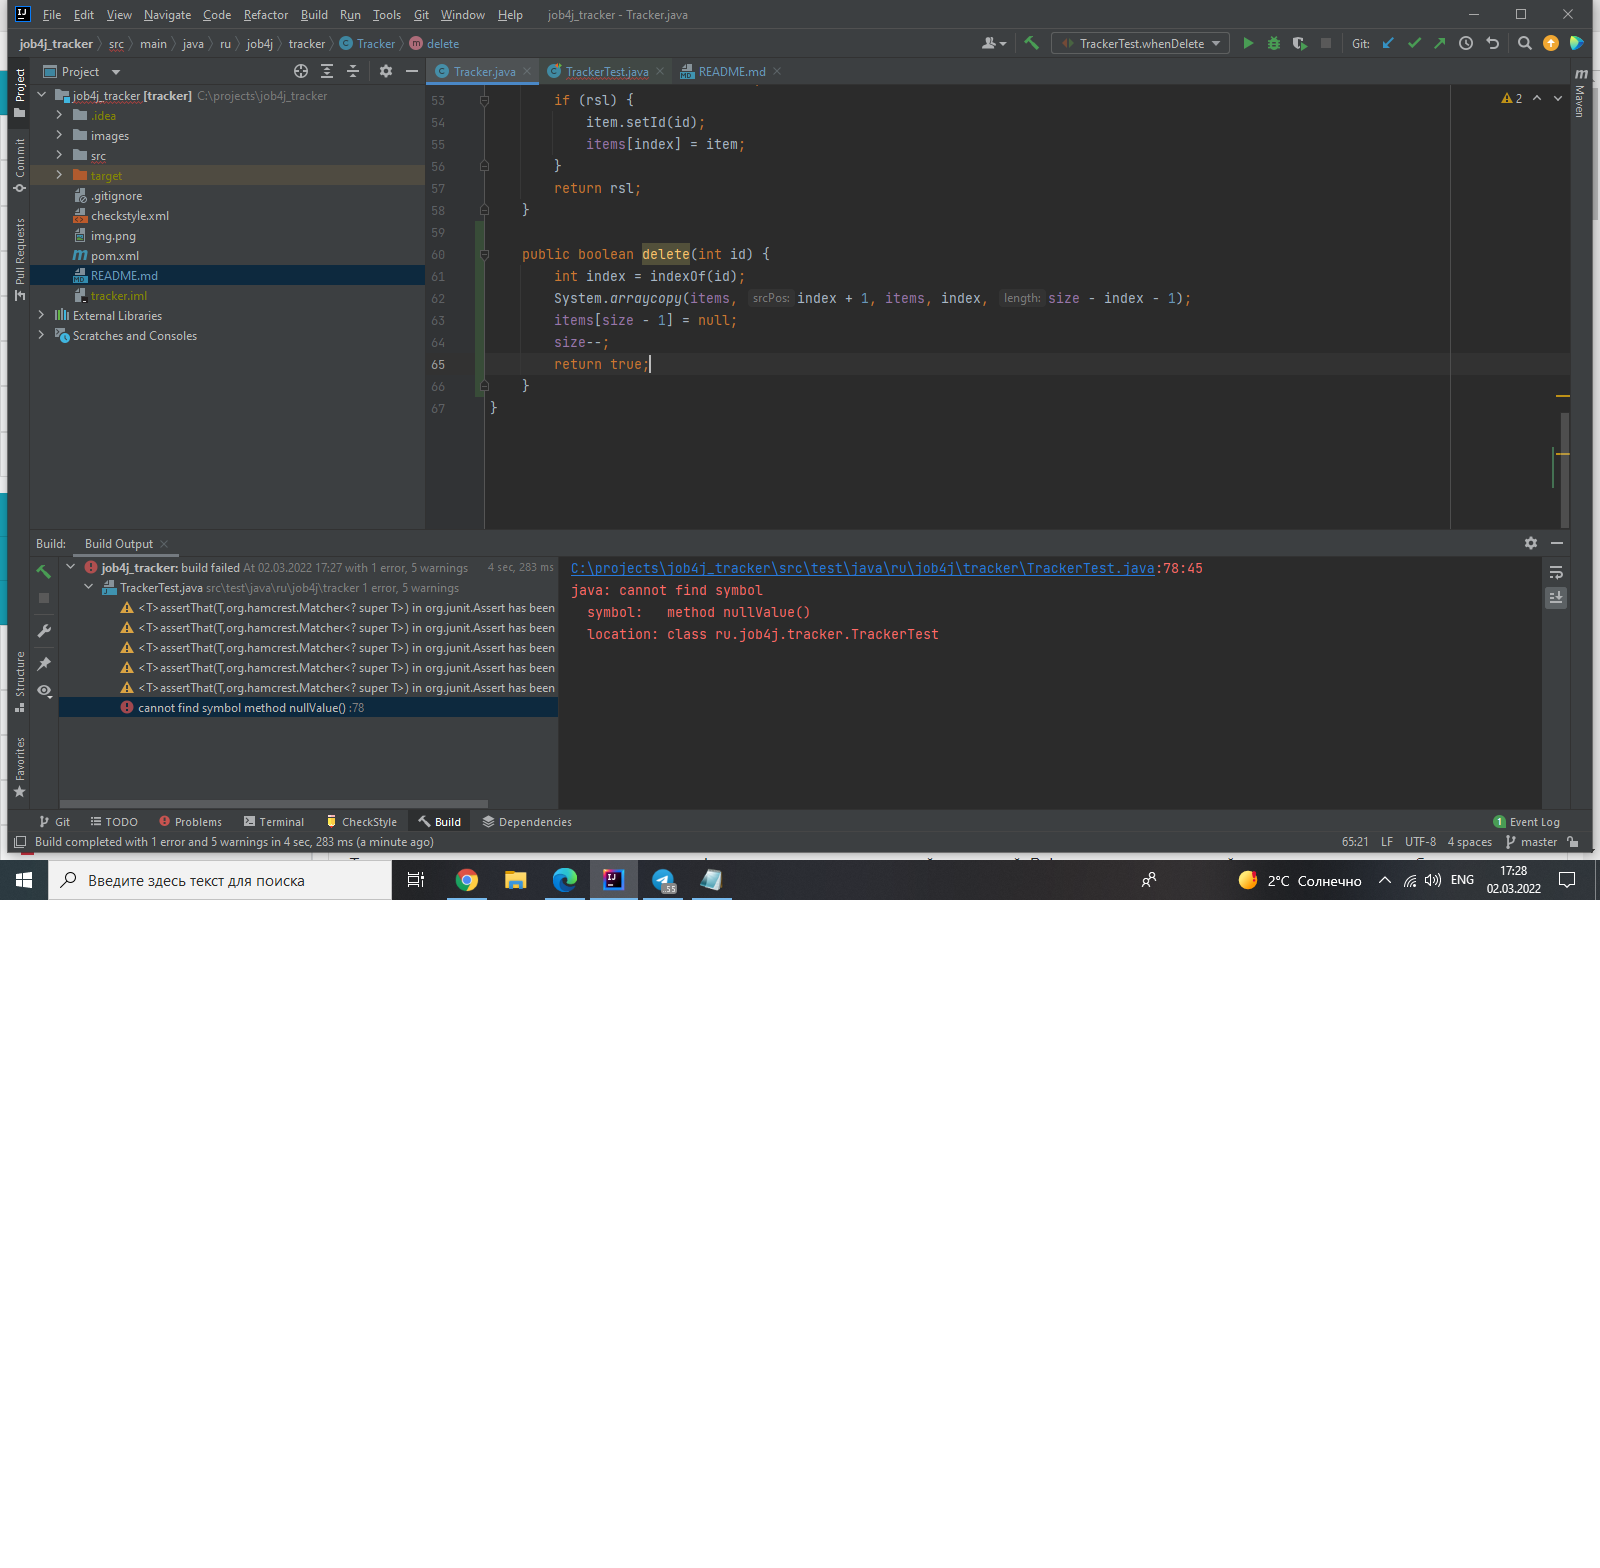 File Edit View Navigate Code Refactor Build Run Tools Git Window Help job4j_tracker - Tracker.java
job4j_tracker src main java ru job4j tracker Tracker delete TrackerTest.whenDelete Git:
Project Tracker.java TrackerTest.java README.md
Project
Commit
Pull Requests
Structure
Favorites
Maven
job4j_tracker [tracker] C:\projects\job4j_tracker
.idea
images
src
target
.gitignore
checkstyle.xml
img.png
pom.xml
README.md
tracker.iml
External Libraries
Scratches and Consoles
2
53 if (rsl) {
54 item.setId(id);
55 items[index] = item;
56 }
57 return rsl;
58 }
59
60 public boolean delete(int id) {
61 int index = indexOf(id);
62 System.arraycopy(items, srcPos: index + 1, items, index, length: size - index - 1);
63 items[size - 1] = null;
64 size--;
65 return true;
66 }
67 }
Build: Build Output
job4j_tracker: build failed At 02.03.2022 17:27 with 1 error, 5 warnings 4 sec, 283 ms
TrackerTest.java src\test\java\ru\job4j\tracker 1 error, 5 warnings
<T>assertThat(T,org.hamcrest.Matcher<? super T>) in org.junit.Assert has been
<T>assertThat(T,org.hamcrest.Matcher<? super T>) in org.junit.Assert has been
<T>assertThat(T,org.hamcrest.Matcher<? super T>) in org.junit.Assert has been
<T>assertThat(T,org.hamcrest.Matcher<? super T>) in org.junit.Assert has been
<T>assertThat(T,org.hamcrest.Matcher<? super T>) in org.junit.Assert has been
cannot find symbol method nullValue() :78
C:\projects\job4j_tracker\src\test\java\ru\job4j\tracker\TrackerTest.java:78:45
java: cannot find symbol
symbol: method nullValue()
location: class ru.job4j.tracker.TrackerTest
Git TODO Problems Terminal CheckStyle Build Dependencies 1 Event Log
Build completed with 1 error and 5 warnings in 4 sec, 283 ms (a minute ago) 65:21 LF UTF-8 4 spaces master
Введите здесь текст для поиска 55 2°C Солнечно ENG 17:28
02.03.2022